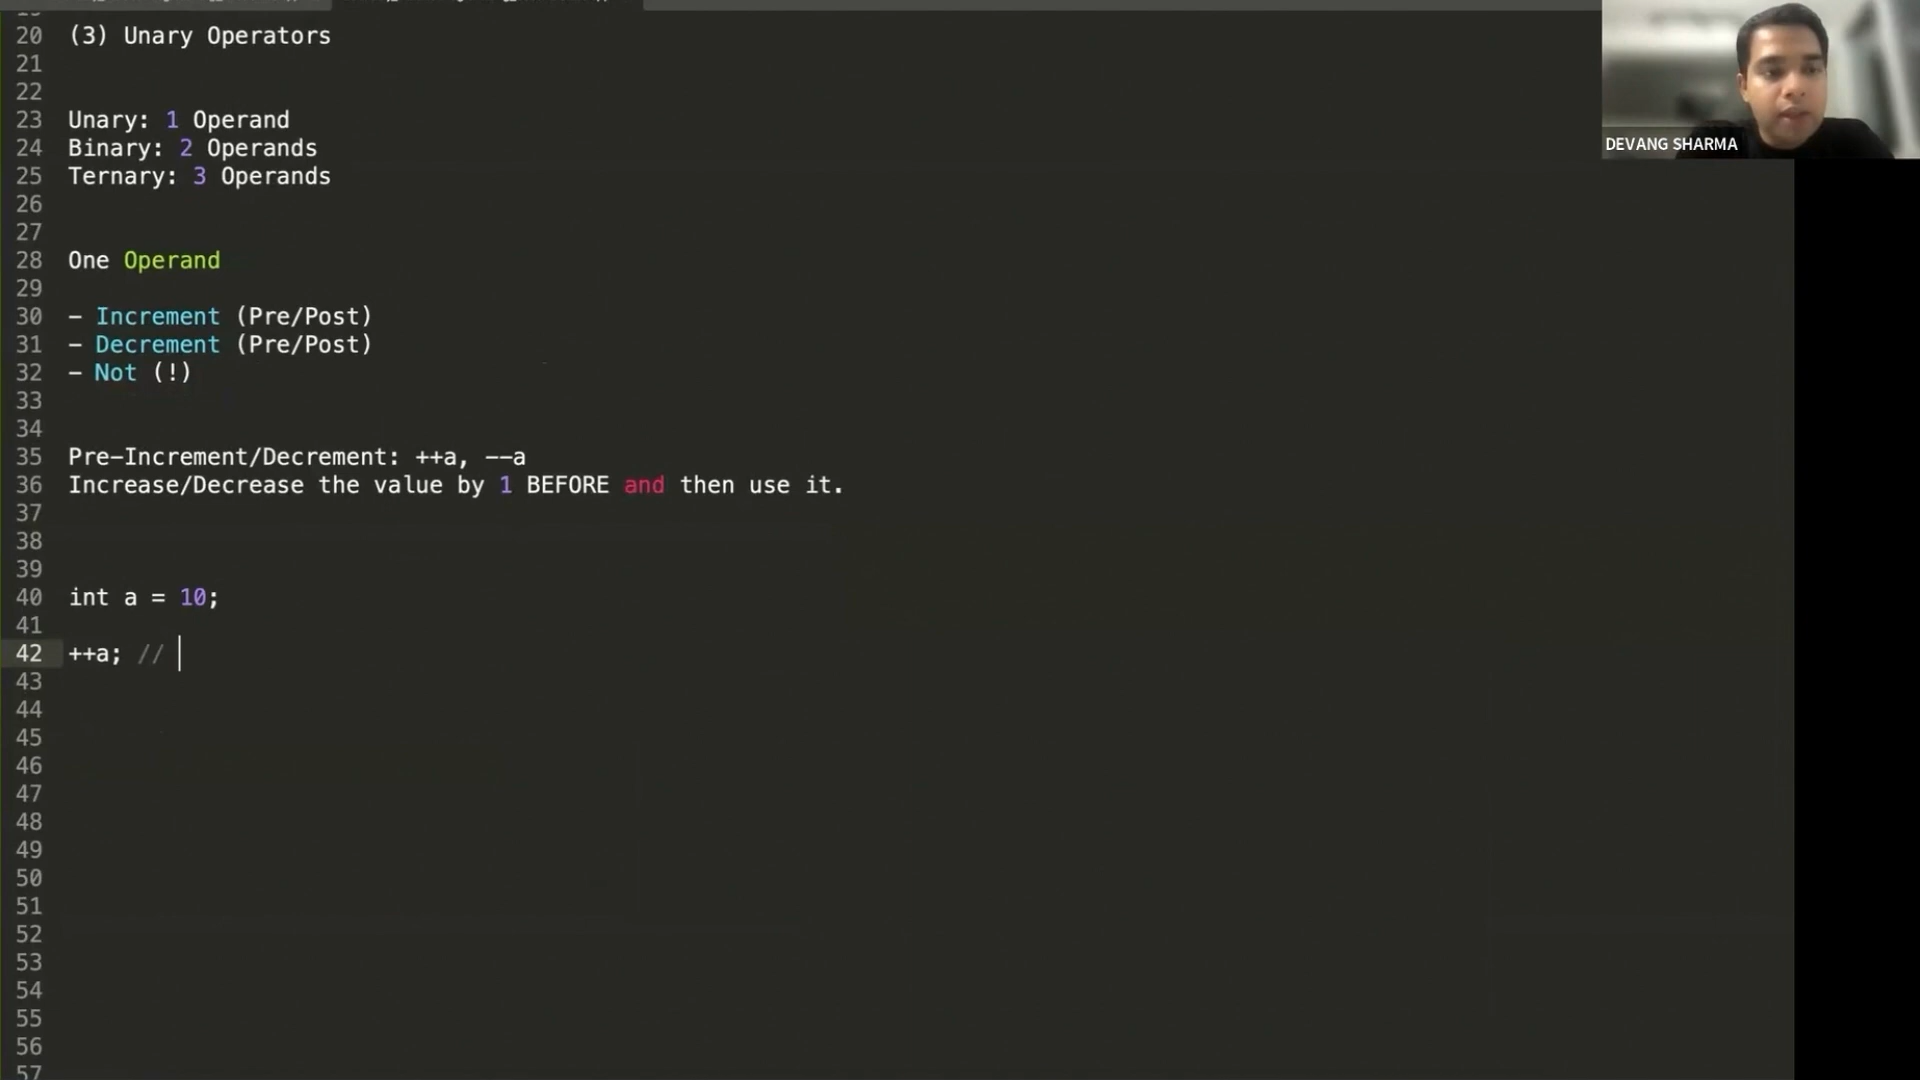 20 (3) Unary Operators
21
22
23 Unary: 1 Operand
24 Binary: 2 Operands
25 Ternary: 3 Operands
26
27
28 One Operand
29
30 - Increment (Pre/Post)
31 - Decrement (Pre/Post)
32 - Not (!)
33
34
35 Pre-Increment/Decrement: ++a, --a
36 Increase/Decrease the value by 1 BEFORE and then use it.
37
38
39
40 int a = 10;
41
42 ++a; //
43
44
45
46
47
48
49
50
51
52
53
54
55
56
57
DEVANG SHARMA